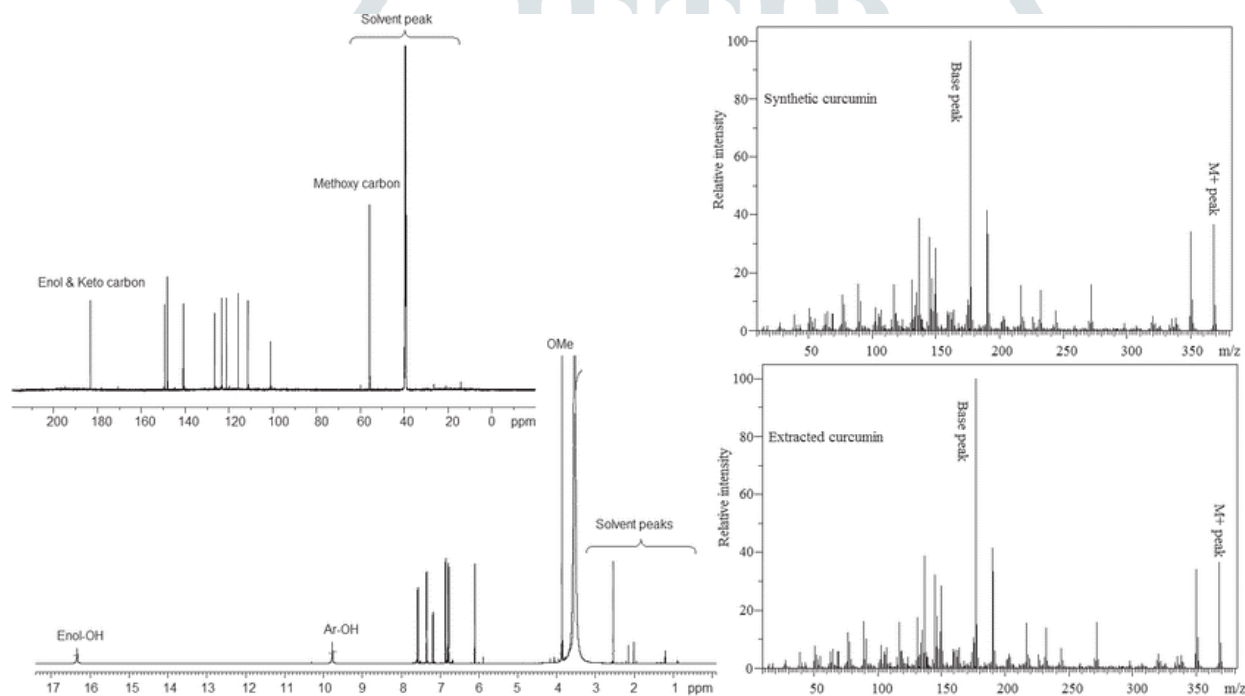 Solvent peak
Methoxy carbon
Enol & Keto carbon
200 180 160 140 120 100 80 60 40 20 0 ppm
OMe
Solvent peaks
Enol-OH
Ar-OH
17 16 15 14 13 12 11 10 9 8 7 6 5 4 3 2 1 ppm
100
80
60
40
20
0
Relative intensity
Synthetic curcumin
Base peak
M+ peak
50 100 150 200 250 300 350 m/z
100
80
60
40
20
0
Relative intensity
Extracted curcumin
Base peak
M+ peak
50 100 150 200 250 300 350 m/z